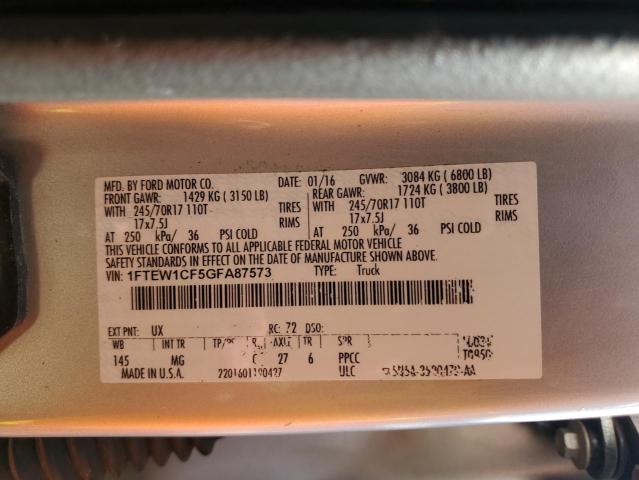 MFD. BY FORD MOTOR CO.
DATE: 01/16 GVWR: 3084 KG ( 6800 LB)
FRONT GAWR: 1429 KG ( 3150 LB)
REAR GAWR: 1724 KG ( 3800 LB)
WITH 245/70R17 110T TIRES
WITH 245/70R17 110T TIRES
17x7.5J RIMS
17x7.5J RIMS
AT 250 kPa/ 36 PSI COLD
AT 250 kPa/ 36 PSI COLD
THIS VEHICLE CONFORMS TO ALL APPLICABLE FEDERAL MOTOR VEHICLE
SAFETY STANDARDS IN EFFECT ON THE DATE OF MANUFACTURE SHOWN ABOVE.
VIN: 1FTEW1CF5GFA87573 TYPE: Truck
EXT PNT: UX RC: 72 DSO:
WB INT TR TP/PS R AXLE TR SPR
145 MG 27 6 PPCC
MADE IN U.S.A. ULC